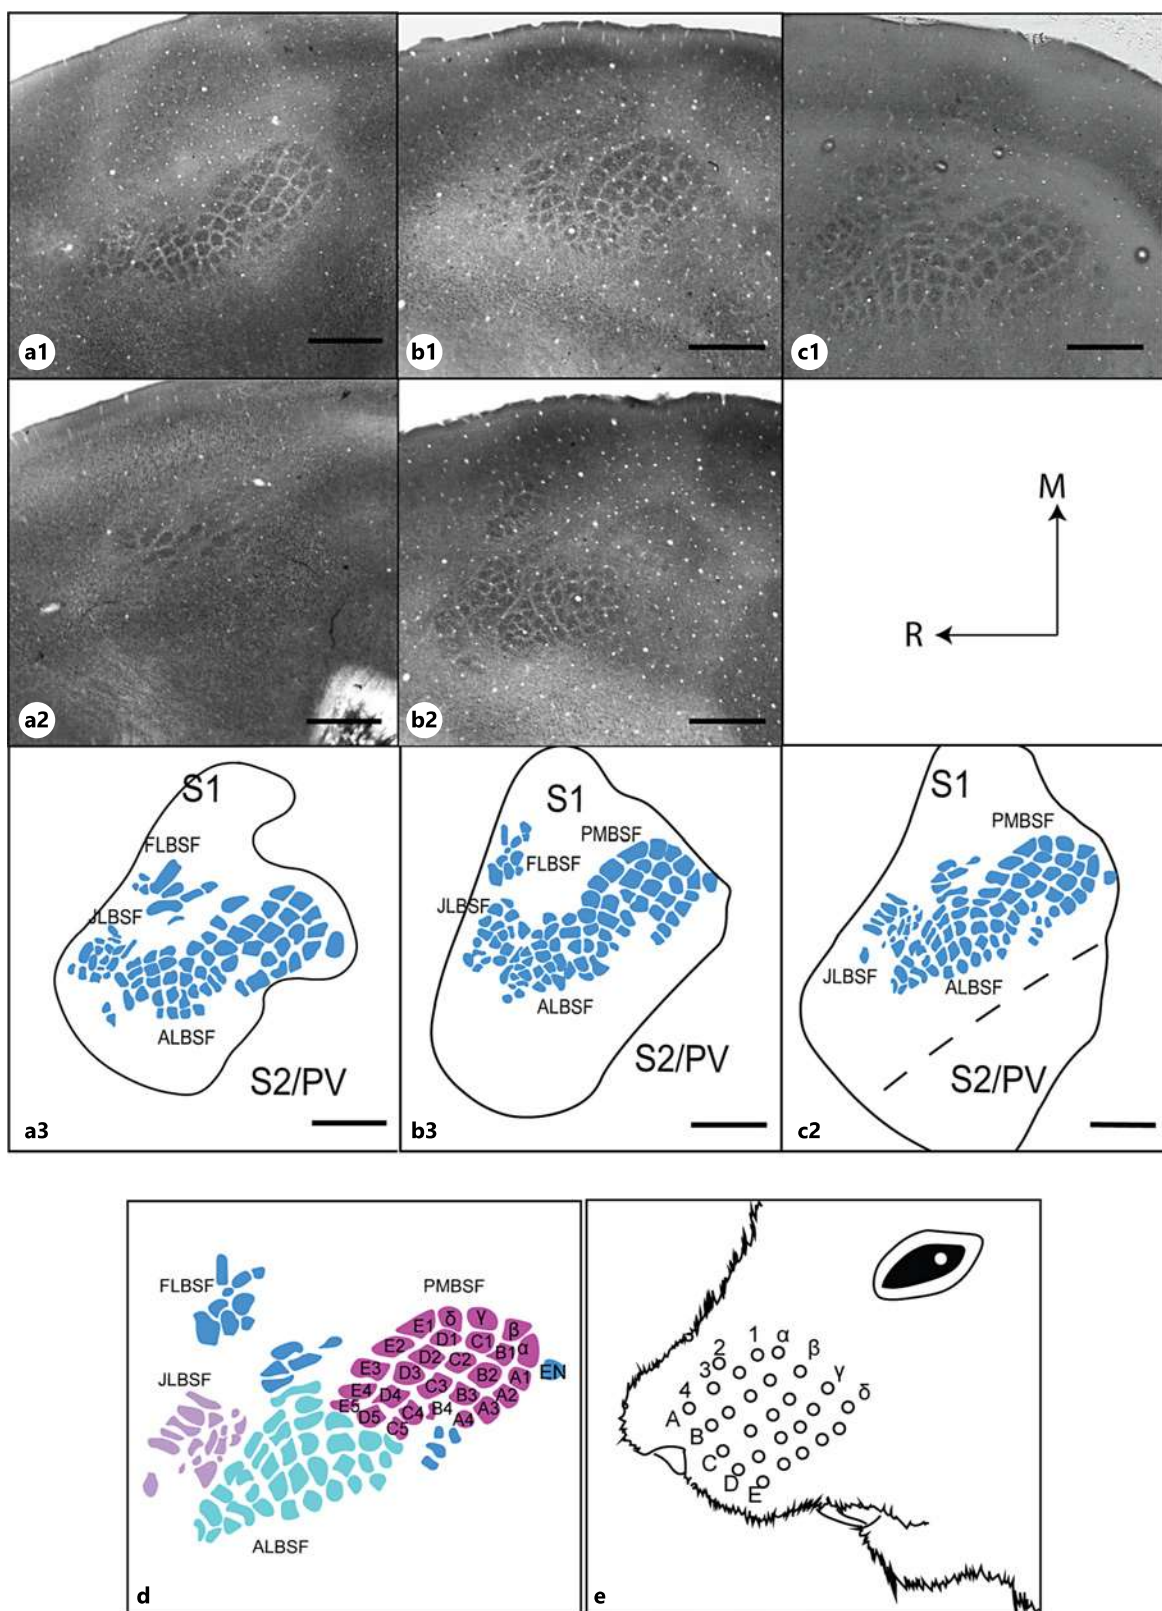 a1
b1
c1
M
R
a2
b2
S1
FLBSF
JLBSF
ALBSF
S2/PV
a3
S1
PMBSF
FLBSF
JLBSF
ALBSF
S2/PV
b3
S1
PMBSF
JLBSF
ALBSF
S2/PV
c2
FLBSF
PMBSF
E1 δ γ β
D1 C1 B1 α
E2 D2 C2
E3 D3 B2 A1 EN
JLBSF
E4 D4 C3 B3 A2
E5 D5 C4 B4 A4 A3
C5
ALBSF
d
1 α
2 β
3 γ
4 δ
A
B
C
D
E
e